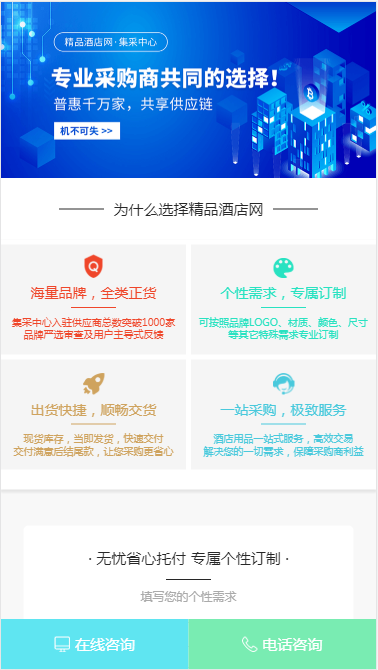 精品酒店网·集采中心
专业采购商共同的选择！
普惠千万家，共享供应链
机不可失 >>
为什么选择精品酒店网
海量品牌，全类正货
集采中心入驻供应商总数突破1000家
品牌严选审查及用户主导式反馈
个性需求，专属订制
可按照品牌LOGO、材质、颜色、尺寸
等其它特殊需求专业订制
出货快捷，顺畅交货
现货库存，当即发货，快速交付
交付满意后结尾款，让您采购更省心
一站采购，极致服务
酒店用品一站式服务，高效交易
解决您的一切需求，保障采购商利益
· 无忧省心托付 专属个性订制 ·
填写您的个性需求
在线咨询
电话咨询